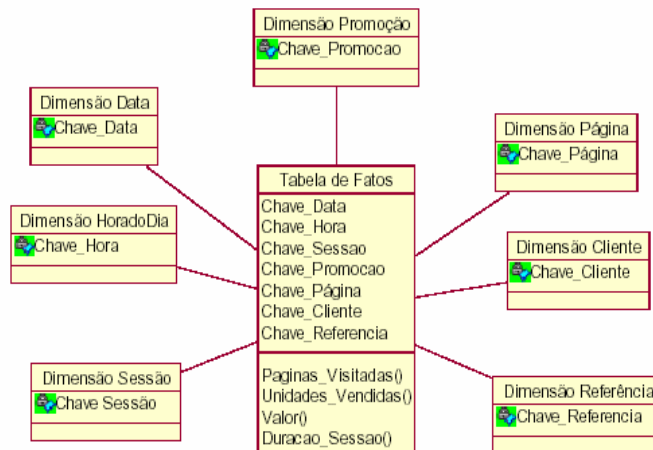 Dimensão Promoção
Chave_Promocao
Dimensão Data
Chave_Data
Dimensão Página
Chave_Página
Tabela de Fatos
Chave_Data
Chave_Hora
Chave_Sessao
Chave_Promocao
Chave_Página
Chave_Cliente
Chave_Referencia
Paginas_Visitadas()
Unidades_Vendidas()
Valor()
Duracao_Sessao()
Dimensão HoradoDia
Chave_Hora
Dimensão Cliente
Chave_Cliente
Dimensão Sessão
Chave Sessão
Dimensão Referência
Chave_Referencia